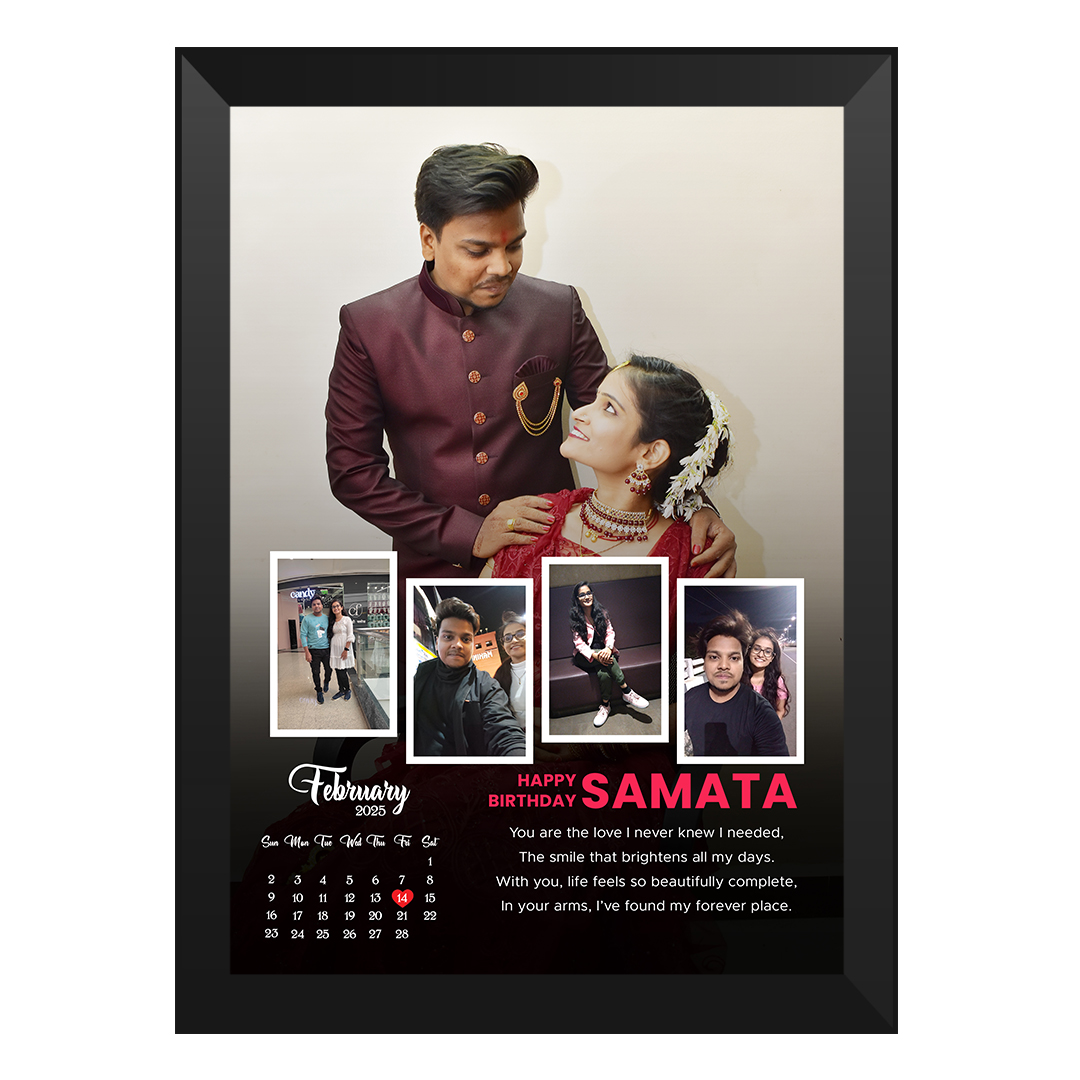 candy
February
2025
Sun Mon Tue Wed Thu Fri Sat
1
2 3 4 5 6 7 8
9 10 11 12 13 14 15
16 17 18 19 20 21 22
23 24 25 26 27 28
HAPPY
BIRTHDAY
SAMATA
You are the love I never knew I needed,
The smile that brightens all my days.
With you, life feels so beautifully complete,
In your arms, I've found my forever place.